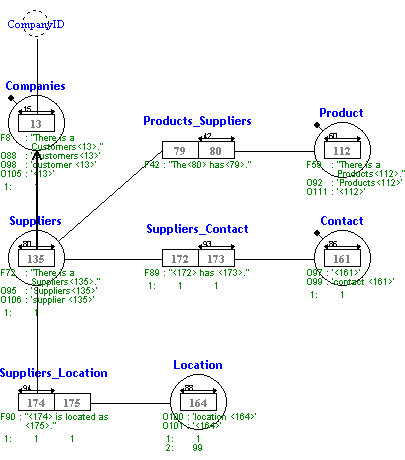 CompanyID
Companies
15
13
F8 : "There is a
Customers<13>."
O88 : 'Customers<13>'
O98 : 'customer <13>'
O105 : '<13>'
1: 1
Products_Suppliers
42
79 80
F42 : "The<80> has<79>."
Product
60
112
F59 : "There is a
Products<112>."
O92 : 'Products<112>'
O111 : '<112>'
Suppliers
80
135
F72 : "There is a
Suppliers<135>."
O95 : 'Suppliers<135>'
O106 : 'supplier <135>'
1: 1
Suppliers_Contact
93
172 173
F89 : "<172> has <173>."
1: 1 1
Contact
86
161
O97 : '<161>'
O99 : 'contact <161>'
1: 1
Suppliers_Location
94
174 175
F90 : "<174> is located as
<175>."
1: 1 1
Location
88
164
O100 : 'location <164>'
O101 : '<164>'
1: 1
2: 99